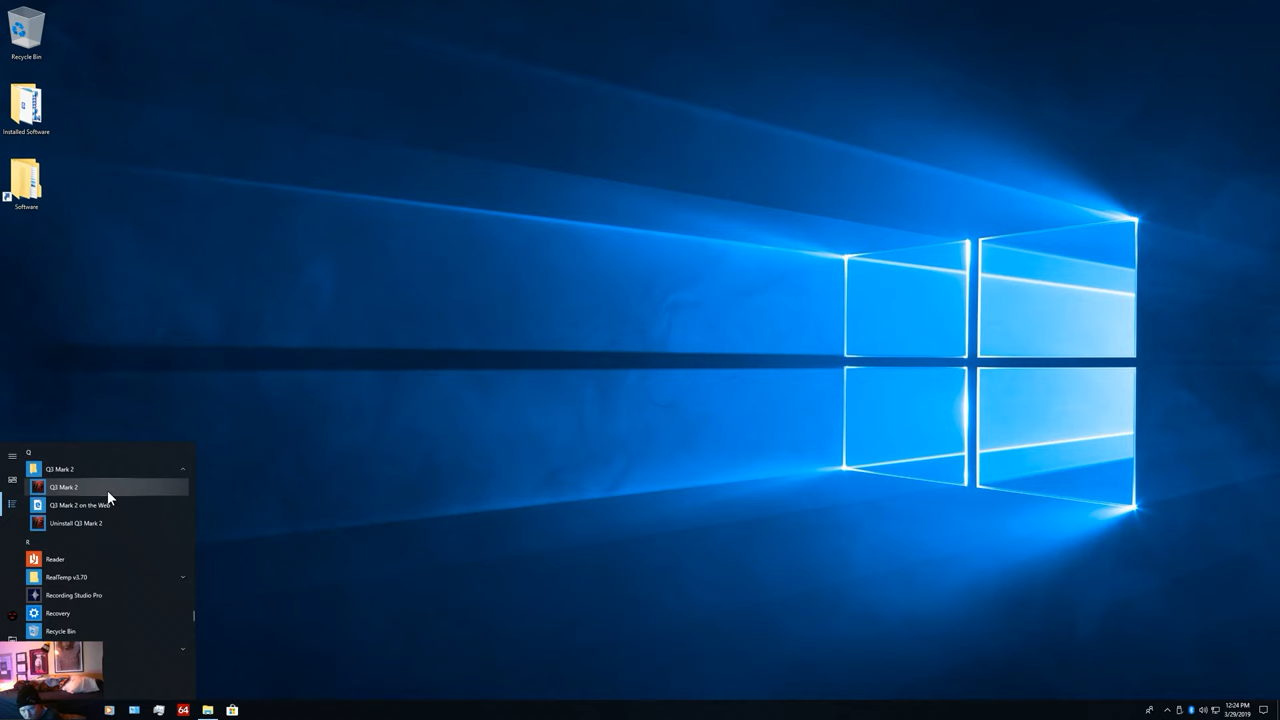 Recycle Bin
Installed Software
Software
Q
Q3 Mark 2
Q3 Mark 2
Q3 Mark 2 on the Web
Uninstall Q3 Mark 2
R
Reader
RealTemp v3.70
Recording Studio Pro
Recovery
Recycle Bin
64
12:24 PM
3/29/2019